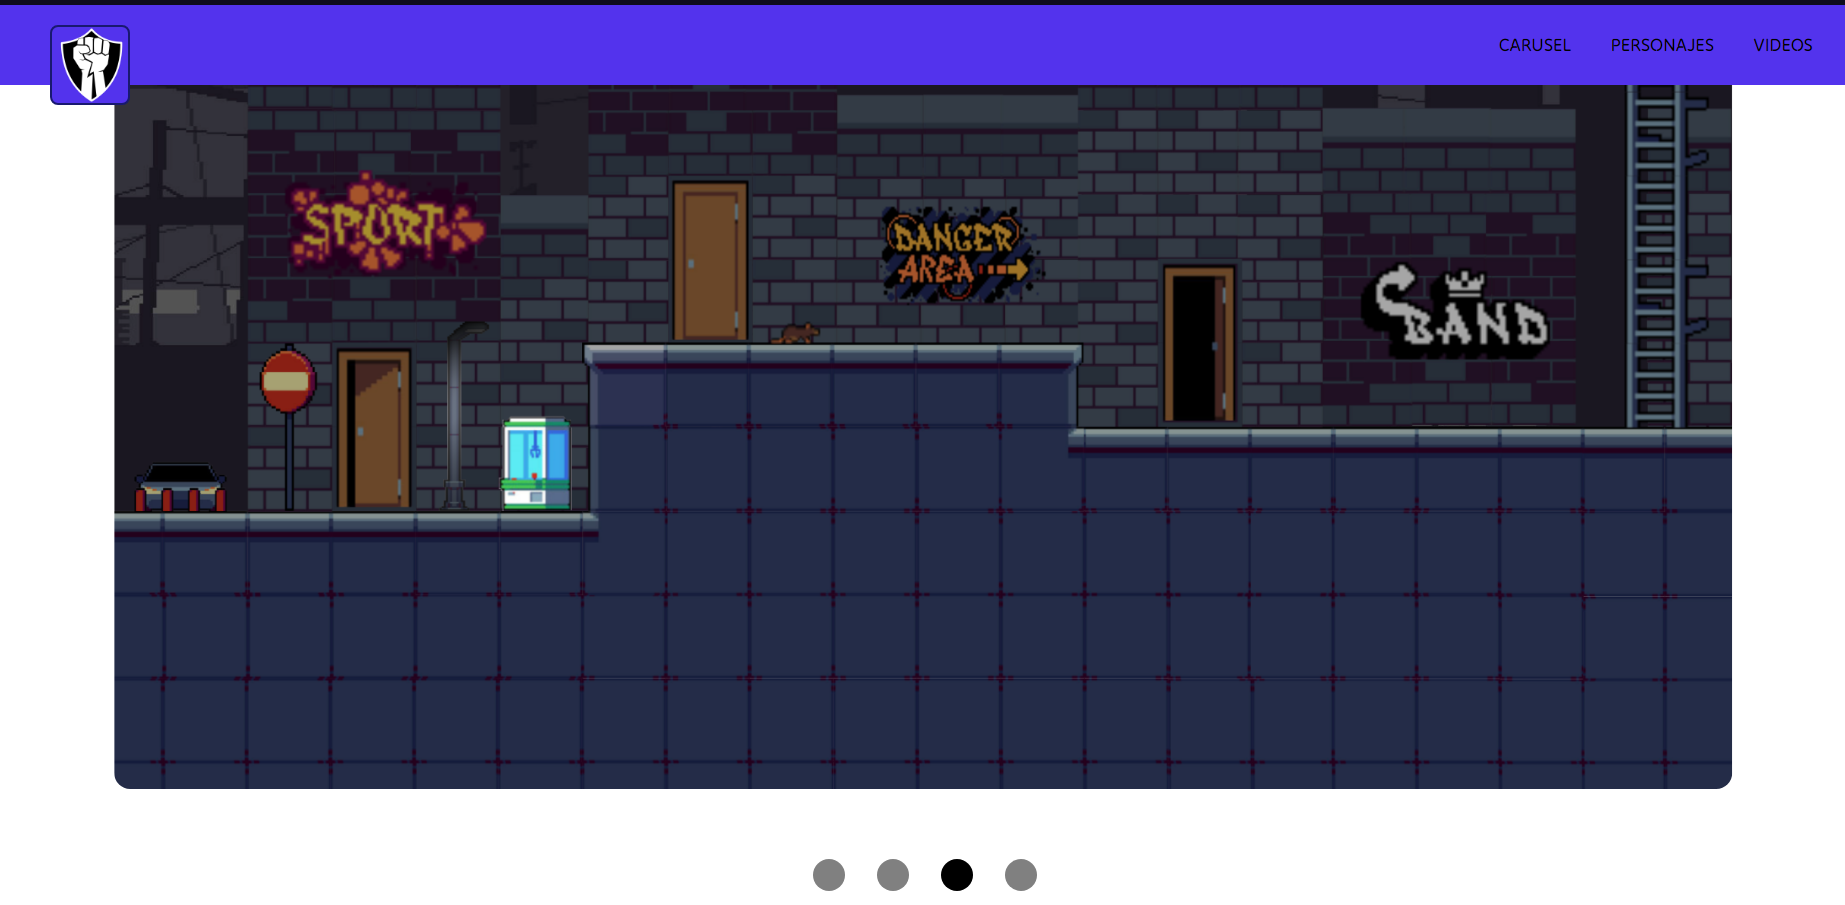 CARUSEL PERSONAJES VIDEOS
SPORT
DANGER
AREA
BAND